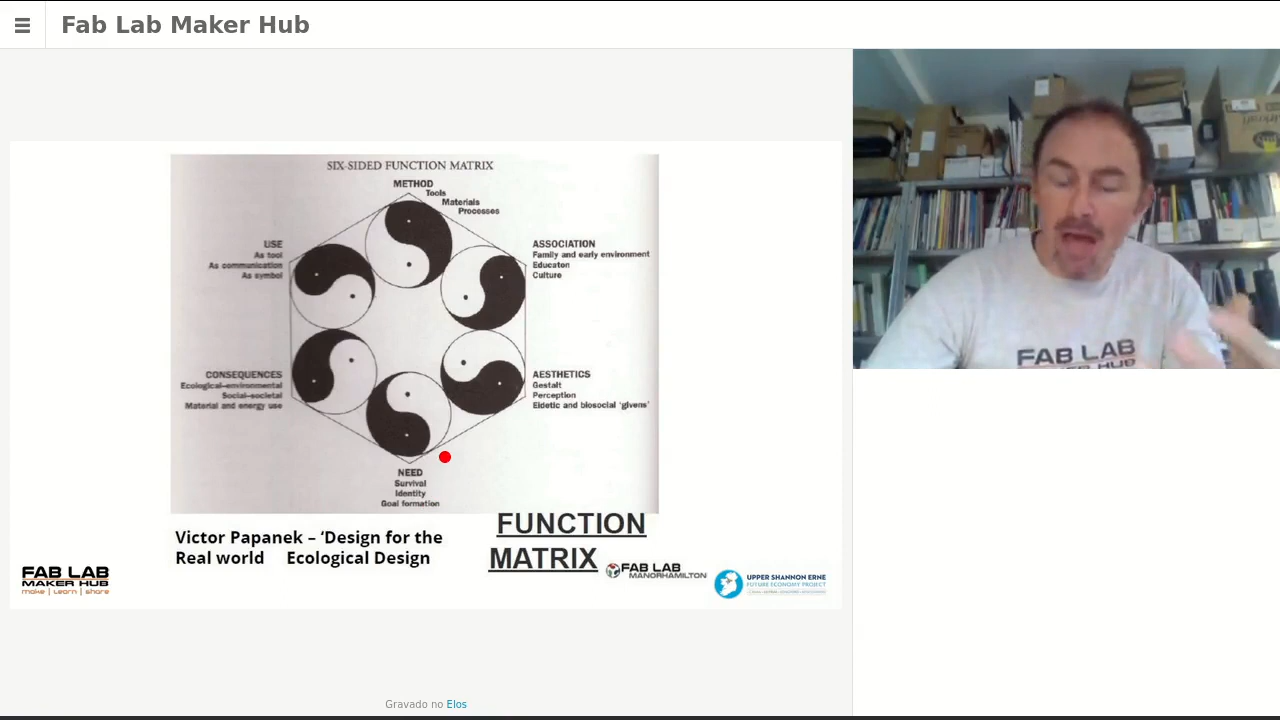 Fab Lab Maker Hub
SIX-SIDED FUNCTION MATRIX
METHOD
Tools
Materials
Processes
USE
As tool
As communication
As symbol
ASSOCIATION
Family and early environment
Educaton
Culture
CONSEQUENCES
Ecological–environmental
Social–societal
Material and energy use
AESTHETICS
Gestalt
Perception
Eidetic and biosocial 'givens'
NEED
Survival
Identity
Goal formation
Victor Papanek – ‘Design for the
Real world Ecological Design
FUNCTION
MATRIX
FAB LAB
MAKER HUB
make | Learn | share
FAB LAB
MANORHAMILTON
UPPER SHANNON ERNE
FUTURE ECONOMY PROJECT
FAB LAB
MAKER HUB
Gravado no Elos